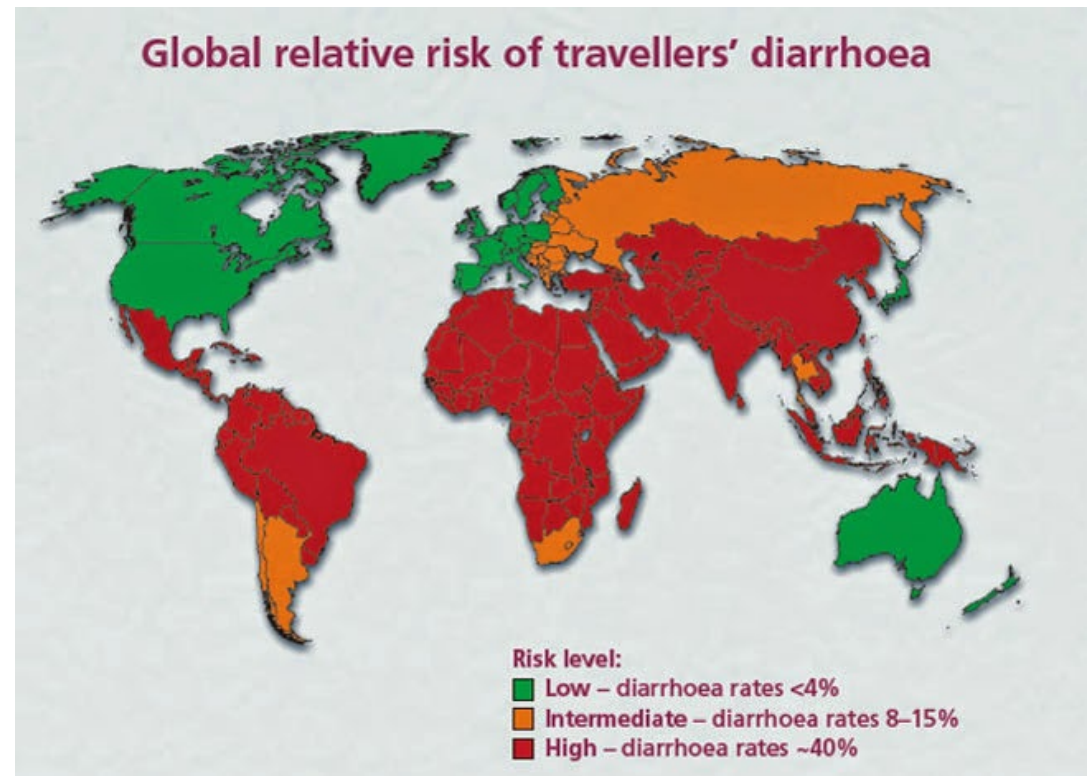 Global relative risk of travellers’ diarrhoea
Risk level:
Low – diarrhoea rates <4%
Intermediate – diarrhoea rates 8–15%
High – diarrhoea rates ~40%